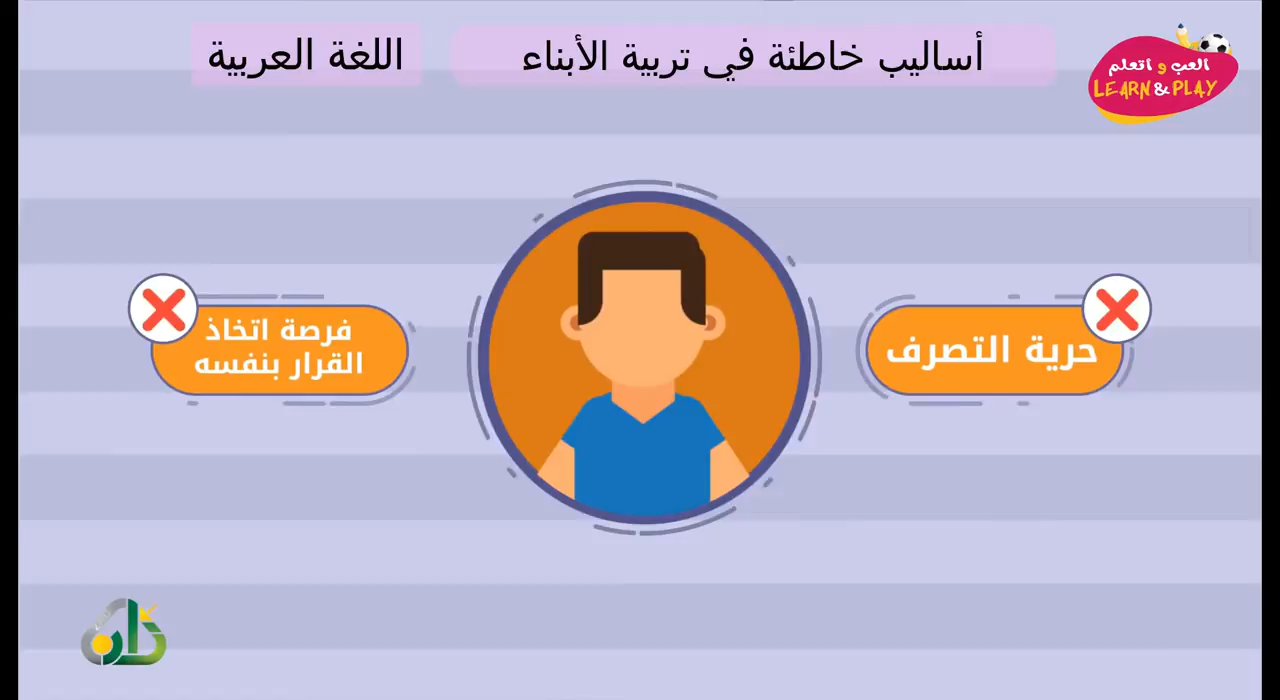 أساليب خاطئة في تربية الأبناء
اللغة العربية
العب و اتعلم
LEARN & PLAY
حرية التصرف
فرصة اتخاذ
القرار بنفسه